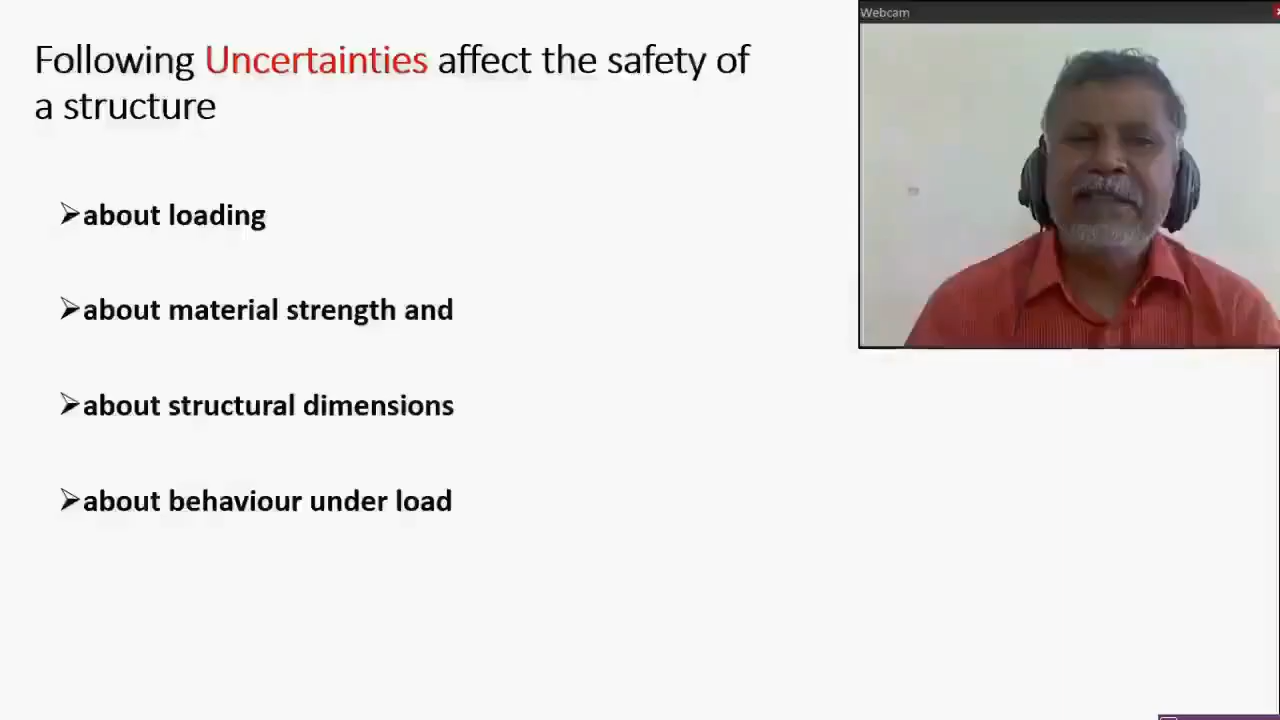 Following Uncertainties affect the safety of
a structure
➢about loading
➢about material strength and
➢about structural dimensions
➢about behaviour under load
Webcam